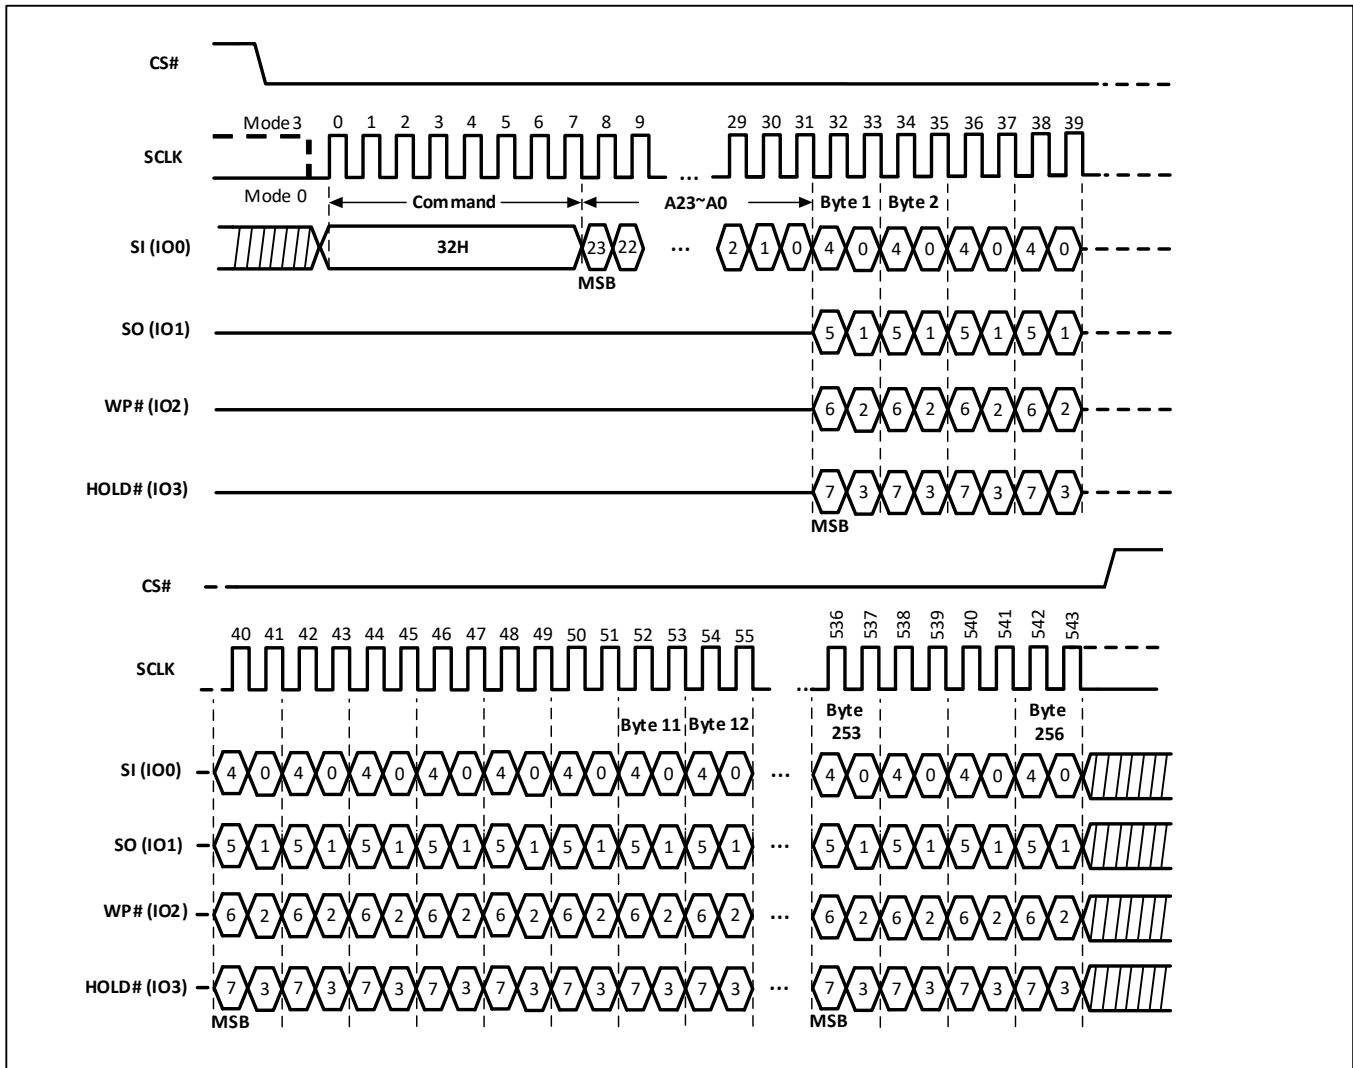 CS#
Mode3 0 1 2 3 4 5 6 7 8 9 29 30 31 32 33 34 35 36 37 38 39
SCLK ... ...
Mode 0 Command A23~A0 Byte 1 Byte 2
SI (IO0) 32H 23 22 ... 2 1 0 4 0 4 0 4 0 4 0
MSB
SO (IO1) 5 1 5 1 5 1 5 1
WP# (IO2) 6 2 6 2 6 2 6 2
HOLD# (IO3) 7 3 7 3 7 3 7 3
MSB
CS#
40 41 42 43 44 45 46 47 48 49 50 51 52 53 54 55 536 537 538 539 540 541 542 543
SCLK ...
Byte 11 Byte 12 Byte 253 Byte 256
SI (IO0) 4 0 4 0 4 0 4 0 4 0 4 0 4 0 4 0 ... 4 0 4 0 4 0 4 0
SO (IO1) 5 1 5 1 5 1 5 1 5 1 5 1 5 1 5 1 ... 5 1 5 1 5 1 5 1
WP# (IO2) 6 2 6 2 6 2 6 2 6 2 6 2 6 2 6 2 ... 6 2 6 2 6 2 6 2
HOLD# (IO3) 7 3 7 3 7 3 7 3 7 3 7 3 7 3 7 3 ... 7 3 7 3 7 3 7 3
MSB MSB